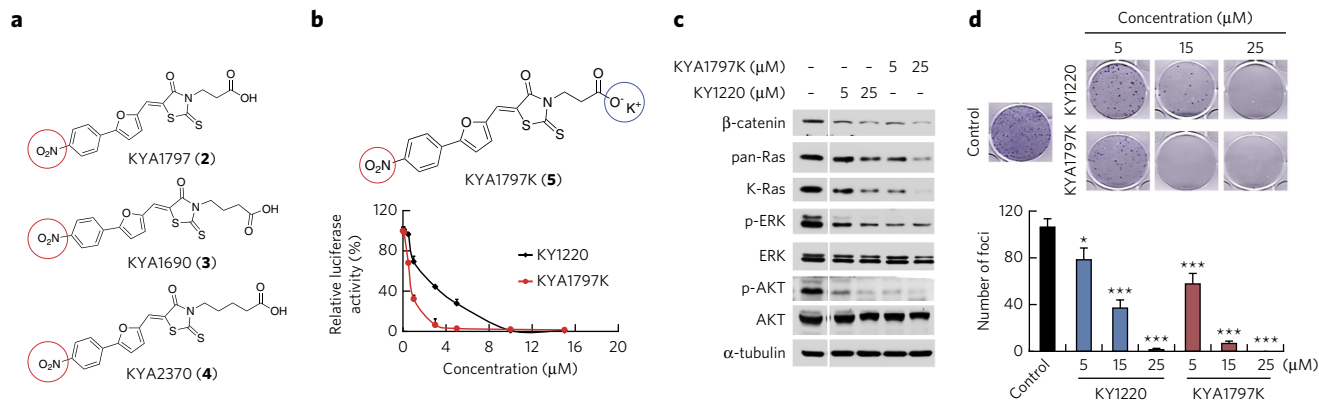 a
O
N
OH
O
O
S
S
O₂N
KYA1797 (2)
O
N
O
OH
O
S
S
O₂N
KYA1690 (3)
O
N
O
OH
O
S
S
O₂N
KYA2370 (4)
b
O
N
O
O⁻
K⁺
O
S
S
O₂N
KYA1797K (5)
Relative luciferase
activity (%)
120
80
40
0
0 4 8 12 16 20
Concentration (μM)
KY1220
KYA1797K
c
KYA1797K (μM) – – – 5 25
KY1220 (μM) – 5 25 – –
β-catenin
pan-Ras
K-Ras
p-ERK
ERK
p-AKT
AKT
α-tubulin
d
Concentration (μM)
5 15 25
Control
KY1220
KYA1797K
Number of foci
120
80
40
0
★
★★★
★★★
★★★
★★★
★★★
Control
5 15 25 5 15 25 (μM)
KY1220 KYA1797K